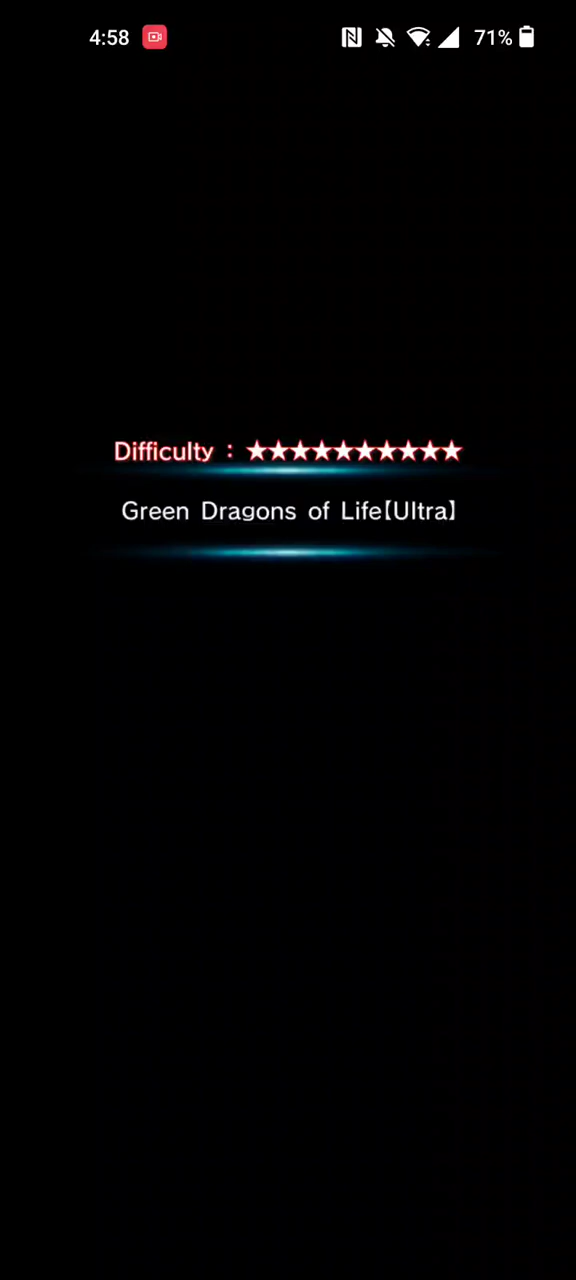 4:58 71%
Difficulty : ★★★★★★★★★★
Green Dragons of Life【Ultra】